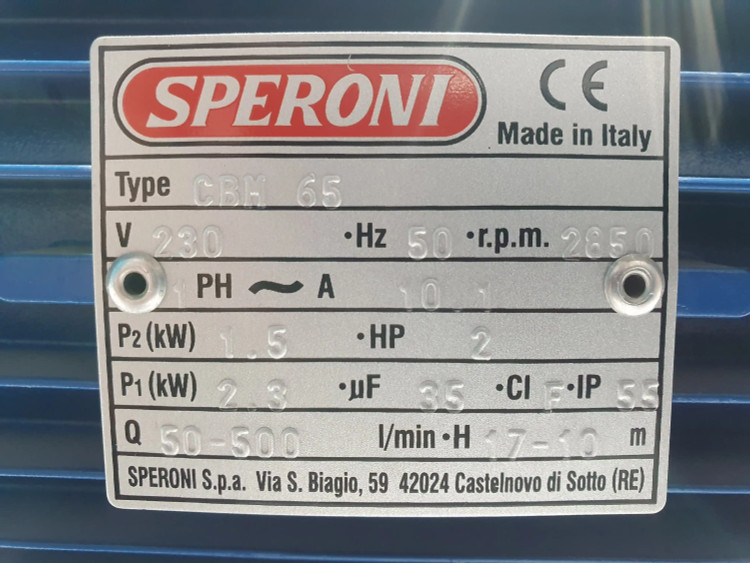 SPERONI
CE
Made in Italy
Type CBM 65
V 230 •Hz 50 •r.p.m. 2850
1 PH ~ A 10.1
P2 (kW) 1.5 •HP 2
P1 (kW) 2.3 •µF 35 •Cl F •IP 55
Q 50-500 l/min •H 17-10 m
SPERONI S.p.a. Via S. Biagio, 59 42024 Castelnovo di Sotto (RE)